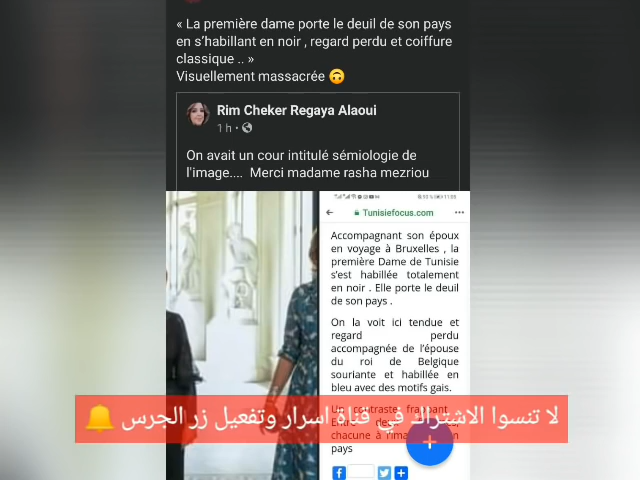 « La première dame porte le deuil de son pays
en s'habillant en noir , regard perdu et coiffure
classique .. »
Visuellement massacrée 🙃
Rim Cheker Regaya Alaoui
1 h •
On avait un cour intitulé sémiologie de
l'image.... Merci madame rasha mezriou
Tunisiefocus.com
Accompagnant son époux
en voyage à Bruxelles , la
première Dame de Tunisie
s'est habillée totalement
en noir . Elle porte le deuil
de son pays .
On la voit ici tendue et
regard perdu
accompagnée de l'épouse
du roi de Belgique
souriante et habillée en
bleu avec des motifs gais.
لا تنسوا الاشتراك في قناة اسرار وتفعيل زر الجرس 🔔
Un contraste frappant
chacune à l'ima
pays